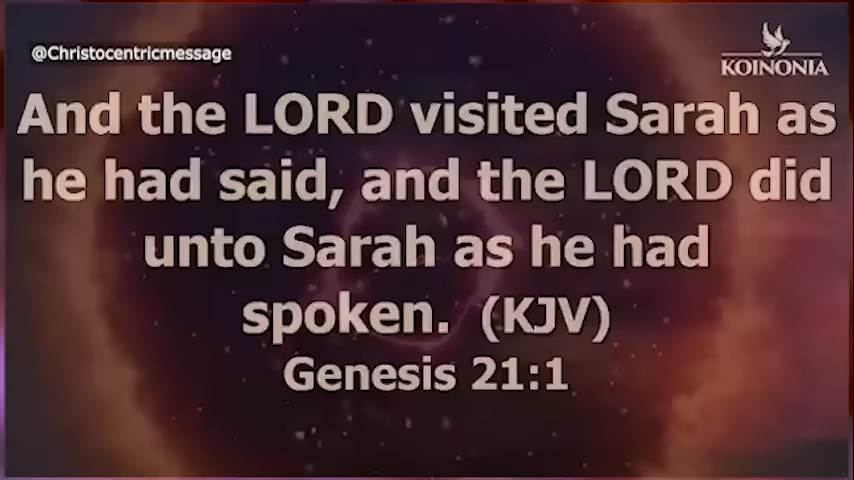 @Christocentricmessage
KOINONIA
And the LORD visited Sarah as
he had said, and the LORD did
unto Sarah as he had
spoken. (KJV)
Genesis 21:1